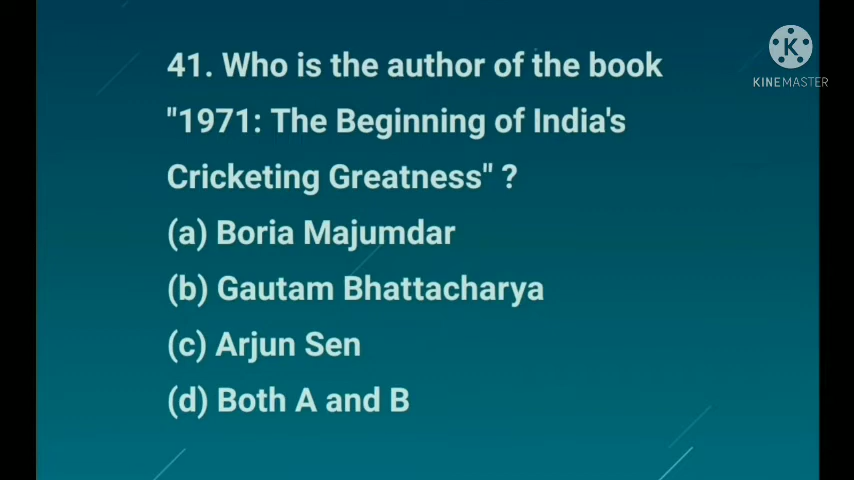 41. Who is the author of the book
"1971: The Beginning of India's
Cricketing Greatness" ?
(a) Boria Majumdar
(b) Gautam Bhattacharya
(c) Arjun Sen
(d) Both A and B
K
KINEMASTER